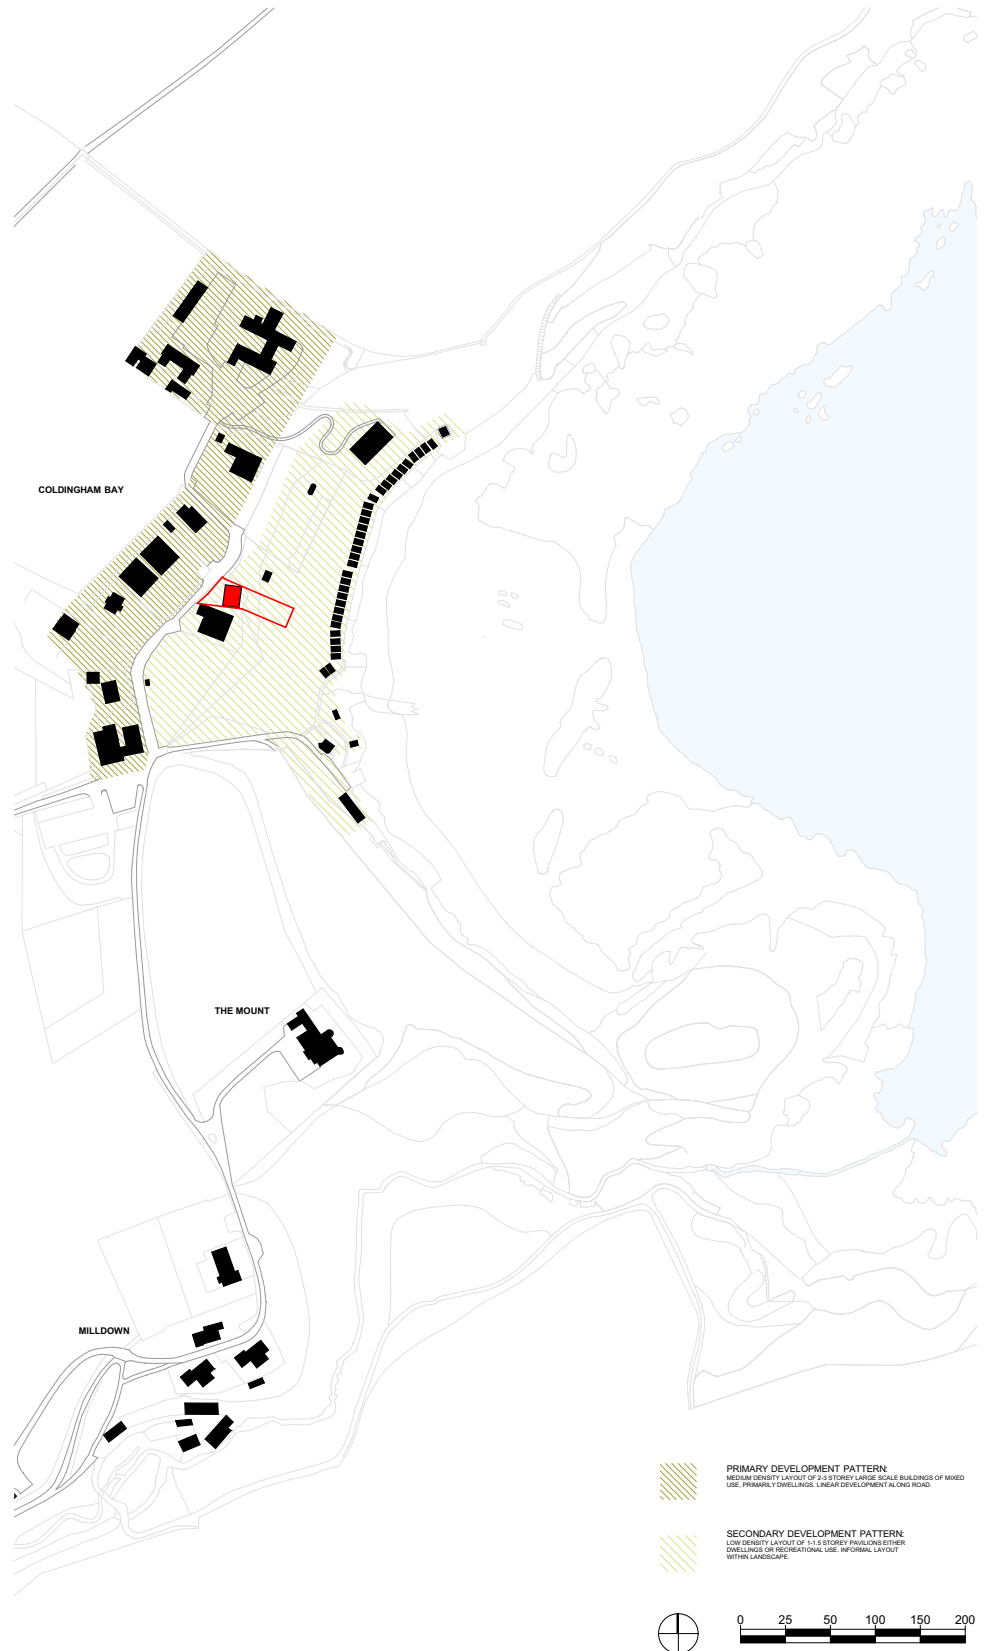 COLDINGHAM BAY
THE MOUNT
MILLDOWN
PRIMARY DEVELOPMENT PATTERN:
MEDIUM DENSITY LAYOUT OF 2-3 STOREY LARGE SCALE BUILDINGS OF MIXED
USE, PRIMARILY DWELLINGS. LINEAR DEVELOPMENT ALONG ROAD.
SECONDARY DEVELOPMENT PATTERN:
LOW DENSITY LAYOUT OF 1-1.5 STOREY PAVILIONS EITHER
DWELLINGS OR RECREATIONAL USE. INFORMAL LAYOUT
WITHIN LANDSCAPE.
0 25 50 100 150 200